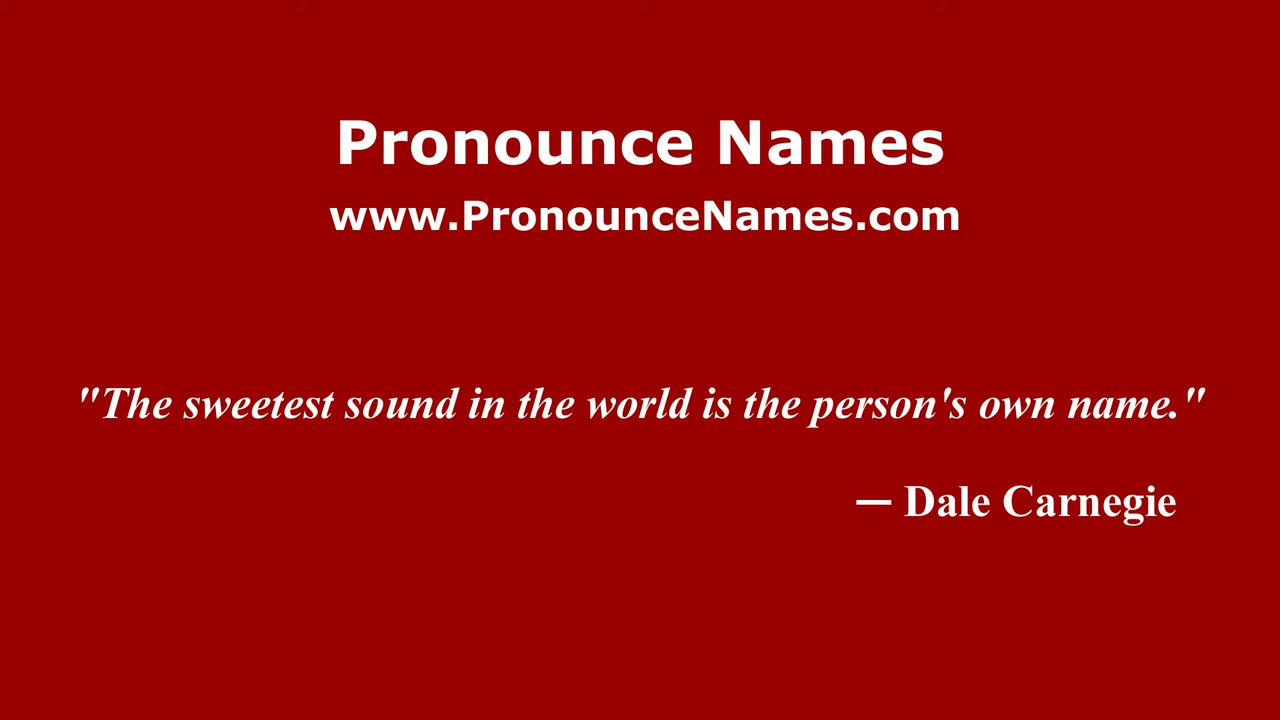 Pronounce Names
www.PronounceNames.com
"The sweetest sound in the world is the person's own name."
— Dale Carnegie